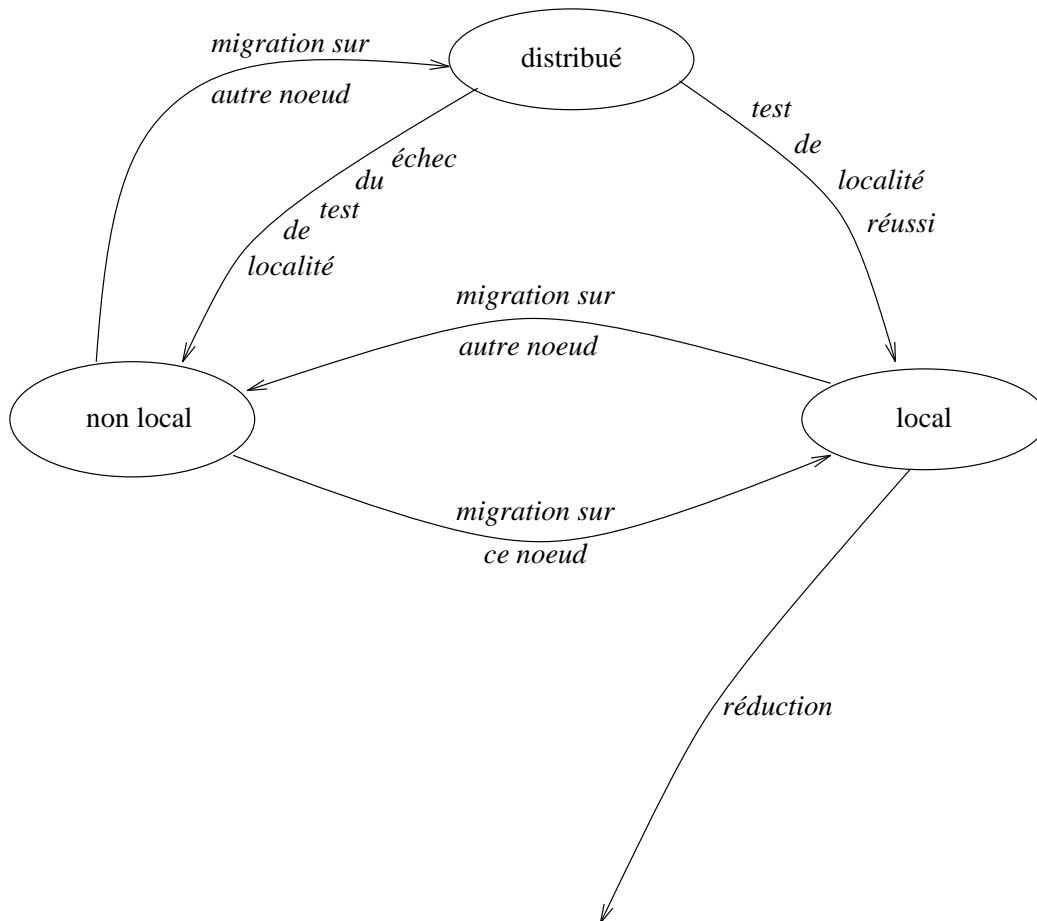 migration sur
autre noeud
distribué
test
de
localité
réussi
échec
du
test
de
localité
migration sur
autre noeud
non local
local
migration sur
ce noeud
réduction